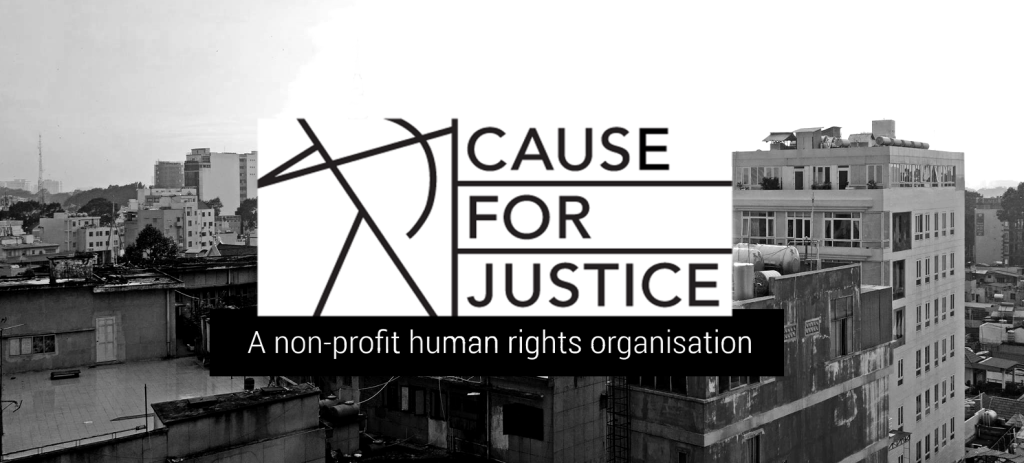 CAUSE
FOR
JUSTICE
A non-profit human rights organisation